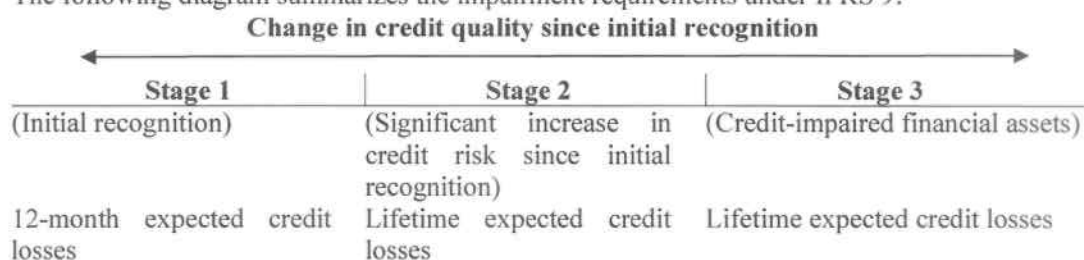 The following diagram summarizes the impairment requirements under IFRS 9:
Change in credit quality since initial recognition
Stage 1 Stage 2 Stage 3
(Initial recognition) (Significant increase in (Credit-impaired financial assets)
credit risk since initial
recognition)
12-month expected credit Lifetime expected credit Lifetime expected credit losses
losses losses